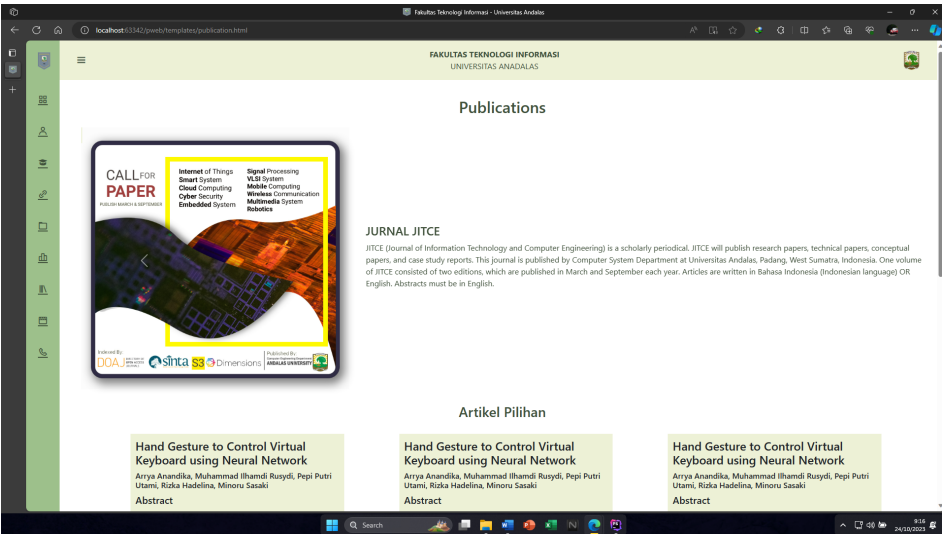 Fakultas Teknologi Informasi - Universitas Andalas
localhost:63342/pweb/templates/publication.html
FAKULTAS TEKNOLOGI INFORMASI
UNIVERSITAS ANADALAS
Publications
CALL FOR
PAPER
PUBLISH MARCH & SEPTEMBER
Internet of Things
Smart System
Cloud Computing
Cyber Security
Embedded System
Signal Processing
VLSI System
Mobile Computing
Wireless Communication
Multimedia System
Robotics
Indexed By:
DOAJ
sinta S3 Dimensions
Published By:
ANDALAS UNIVERSITY
JURNAL JITCE
JITCE (Journal of Information Technology and Computer Engineering) is a scholarly periodical. JITCE will publish research papers, technical papers, conceptual
papers, and case study reports. This journal is published by Computer System Department at Universitas Andalas, Padang, West Sumatra, Indonesia. One volume
of JITCE consisted of two editions, which are published in March and September each year. Articles are written in Bahasa Indonesia (Indonesian language) OR
English. Abstracts must be in English.
Artikel Pilihan
Hand Gesture to Control Virtual
Keyboard using Neural Network
Arrya Anandika, Muhammad Ilhamdi Rusydi, Pepi Putri
Utami, Rizka Hadelina, Minoru Sasaki
Abstract
Hand Gesture to Control Virtual
Keyboard using Neural Network
Arrya Anandika, Muhammad Ilhamdi Rusydi, Pepi Putri
Utami, Rizka Hadelina, Minoru Sasaki
Abstract
Hand Gesture to Control Virtual
Keyboard using Neural Network
Arrya Anandika, Muhammad Ilhamdi Rusydi, Pepi Putri
Utami, Rizka Hadelina, Minoru Sasaki
Abstract
Search
9:16
24/10/2023